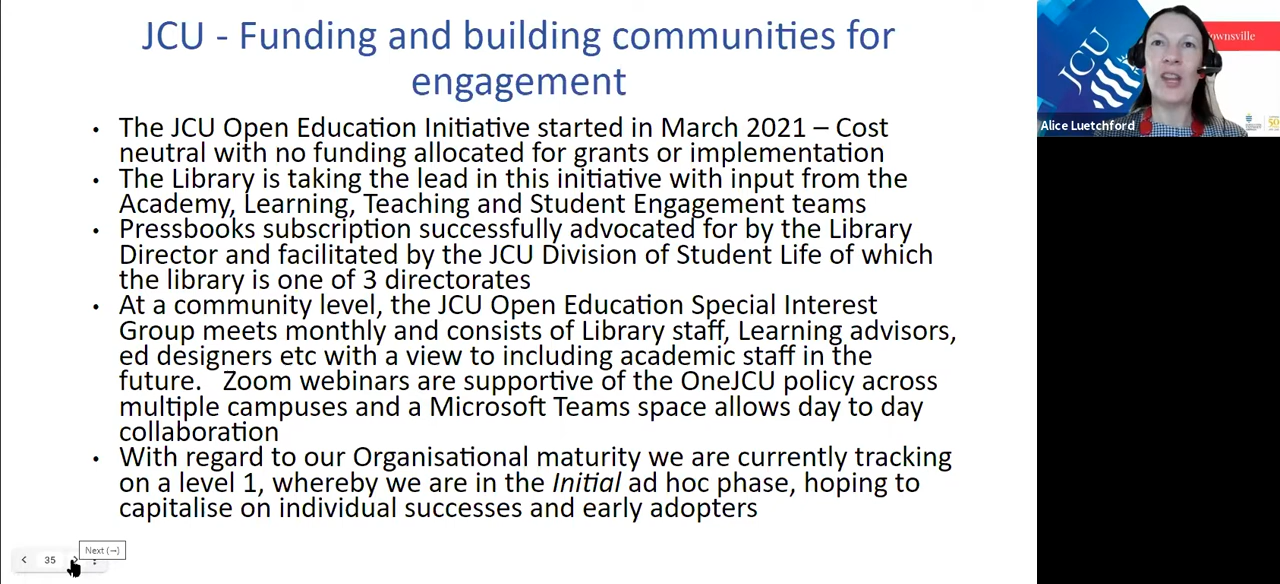 JCU - Funding and building communities for
engagement
• The JCU Open Education Initiative started in March 2021 – Cost
neutral with no funding allocated for grants or implementation
• The Library is taking the lead in this initiative with input from the
Academy, Learning, Teaching and Student Engagement teams
• Pressbooks subscription successfully advocated for by the Library
Director and facilitated by the JCU Division of Student Life of which
the library is one of 3 directorates
• At a community level, the JCU Open Education Special Interest
Group meets monthly and consists of Library staff, Learning advisors,
ed designers etc with a view to including academic staff in the
future. Zoom webinars are supportive of the OneJCU policy across
multiple campuses and a Microsoft Teams space allows day to day
collaboration
• With regard to our Organisational maturity we are currently tracking
on a level 1, whereby we are in the Initial ad hoc phase, hoping to
capitalise on individual successes and early adopters
35
Next (→)
JCU
ownsville
Alice Luetchford
50